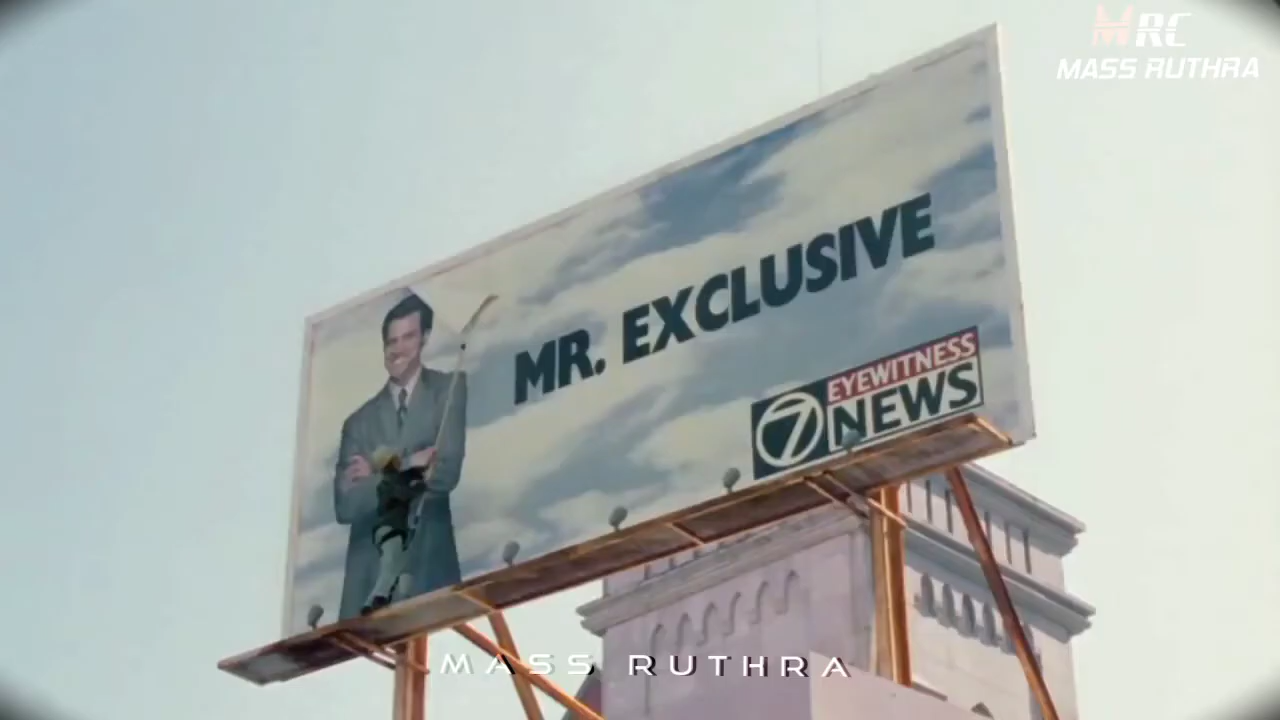 MRC
MASS RUTHRA
MR. EXCLUSIVE
7 EYEWITNESS
NEWS
MASS RUTHRA